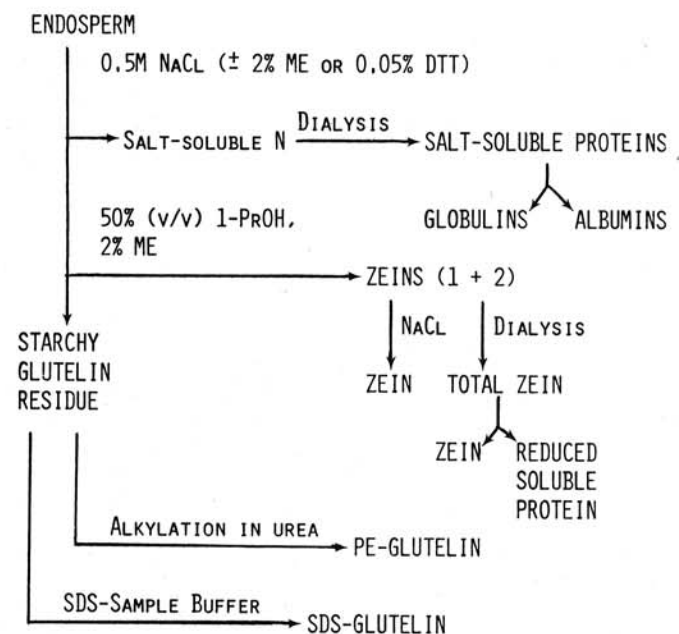 ENDOSPERM
0.5M NaCl (± 2% ME OR 0.05% DTT)
SALT-SOLUBLE N
DIALYSIS
SALT-SOLUBLE PROTEINS
GLOBULINS ALBUMINS
50% (v/v) 1-PrOH,
2% ME
ZEINS (1 + 2)
NaCl DIALYSIS
STARCHY
GLUTELIN
RESIDUE
ZEIN TOTAL ZEIN
ZEIN REDUCED
SOLUBLE
PROTEIN
ALKYLATION IN UREA
PE-GLUTELIN
SDS-SAMPLE BUFFER
SDS-GLUTELIN